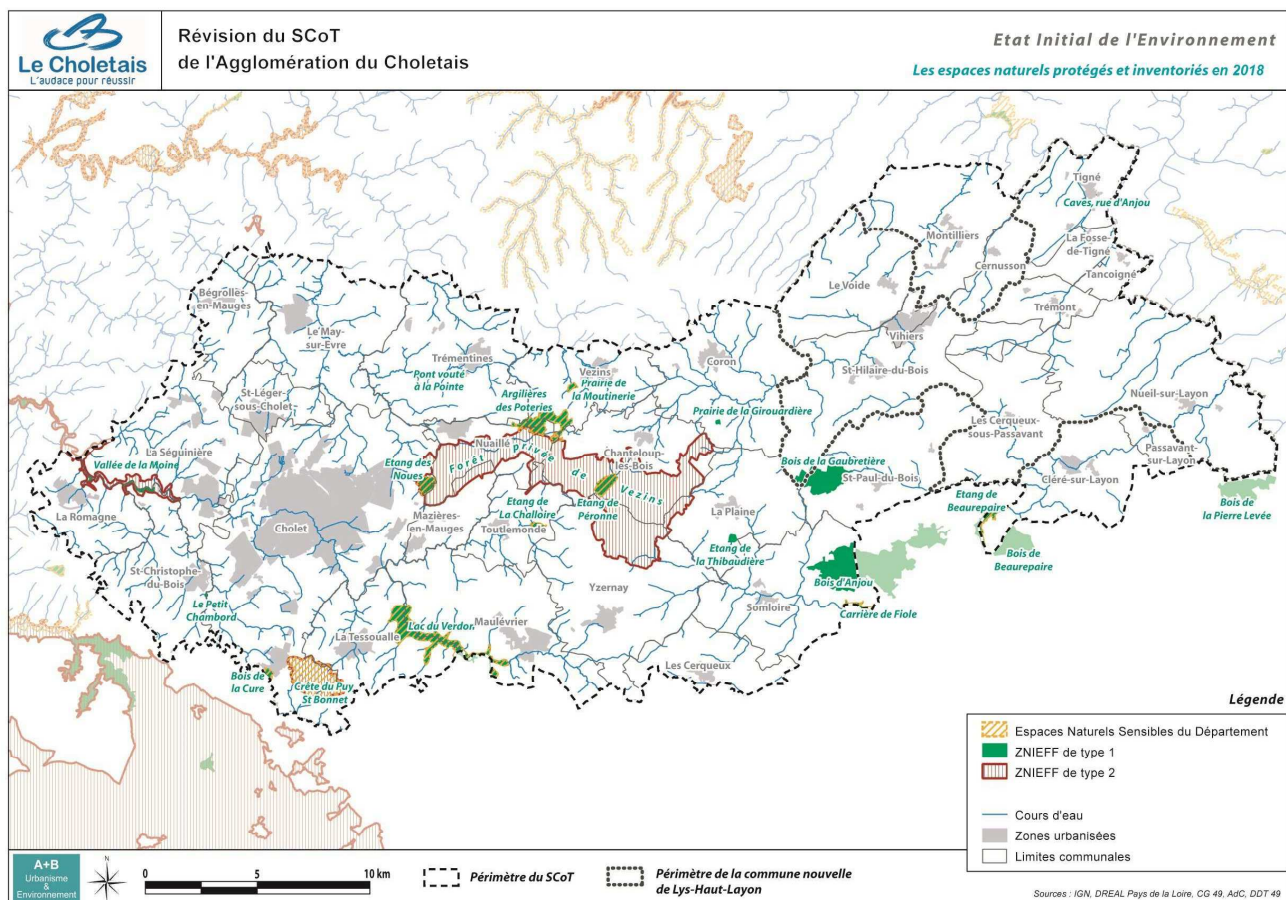 Le Choletais
L'audace pour réussir
Révision du SCoT
de l'Agglomération du Choletais
Etat Initial de l'Environnement
Les espaces naturels protégés et inventoriés en 2018
Tigné
Caves, rue d'Anjou
Montilliers
La Fosse-
de-Tigné
Cernusson
Tancoigné
Le Voide
Trémont
Bégrolles-
en-Mauges
Le May-
sur-Evre
Vihiers
Trémentines
Coron
Pont vouté
à la Pointe
Vezins
St-Hilaire-du-Bois
Prairie de
la Moutinerie
Argilières
des Poteries
St-Léger-
sous-Cholet
Nueil-sur-Layon
Prairie de la Girouardière
Les Cerqueux-
sous-Passavant
Nuaillé
Passavant-
sur-Layon
La Séguinière
Chanteloup-
les-Bois
Vallée de la Moine
Forêt privée de Vezins
Etang des
Noues
Bois de la Gaubretière
St-Paul-du-Bois
Cléré-sur-Layon
Etang de
Beaurepaire
Bois de
la Pierre Levée
La Romagne
Etang de
La Challoire
Etang de
Péronne
La Plaine
Mazières-
en-Mauges
Cholet
Toutlemonde
Etang de
la Thibaudière
Bois de
Beaurepaire
St-Christophe-
du-Bois
Bois d'Anjou
Yzernay
Le Petit
Chambord
Somloire
Carrière de Fiole
Lac du Verdon
Maulévrier
La Tessoualle
Les Cerqueux
Bois de
la Cure
Crête du Puy
St Bonnet
Légende
Espaces Naturels Sensibles du Département
ZNIEFF de type 1
ZNIEFF de type 2
Cours d'eau
Zones urbanisées
Limites communales
A+B
Urbanisme
&
Environnement
N
0 5 10 km
Périmètre du SCoT
Périmètre de la commune nouvelle
de Lys-Haut-Layon
Sources : IGN, DREAL Pays de la Loire, CG 49, AdC, DDT 49